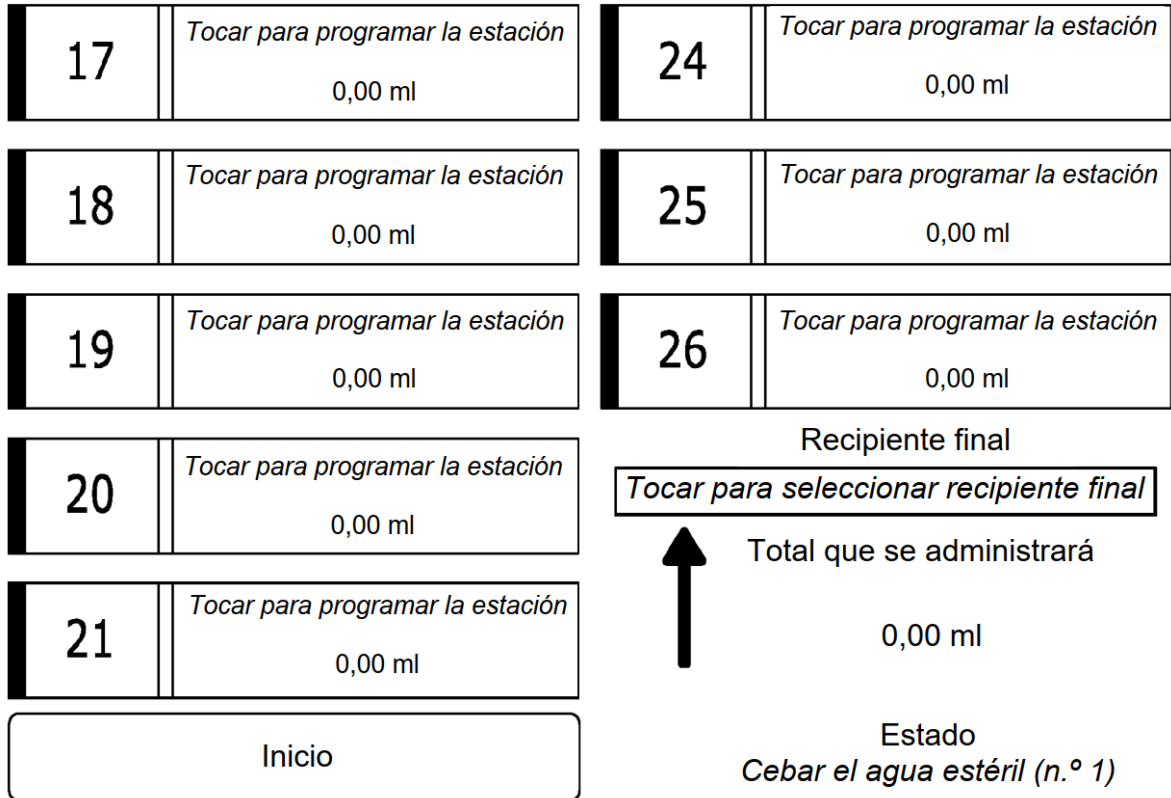 17
Tocar para programar la estación
0,00 ml
18
Tocar para programar la estación
0,00 ml
19
Tocar para programar la estación
0,00 ml
20
Tocar para programar la estación
0,00 ml
21
Tocar para programar la estación
0,00 ml
Inicio
24
Tocar para programar la estación
0,00 ml
25
Tocar para programar la estación
0,00 ml
26
Tocar para programar la estación
0,00 ml
Recipiente final
Tocar para seleccionar recipiente final
Total que se administrará
0,00 ml
Estado
Cebar el agua estéril (n.º 1)